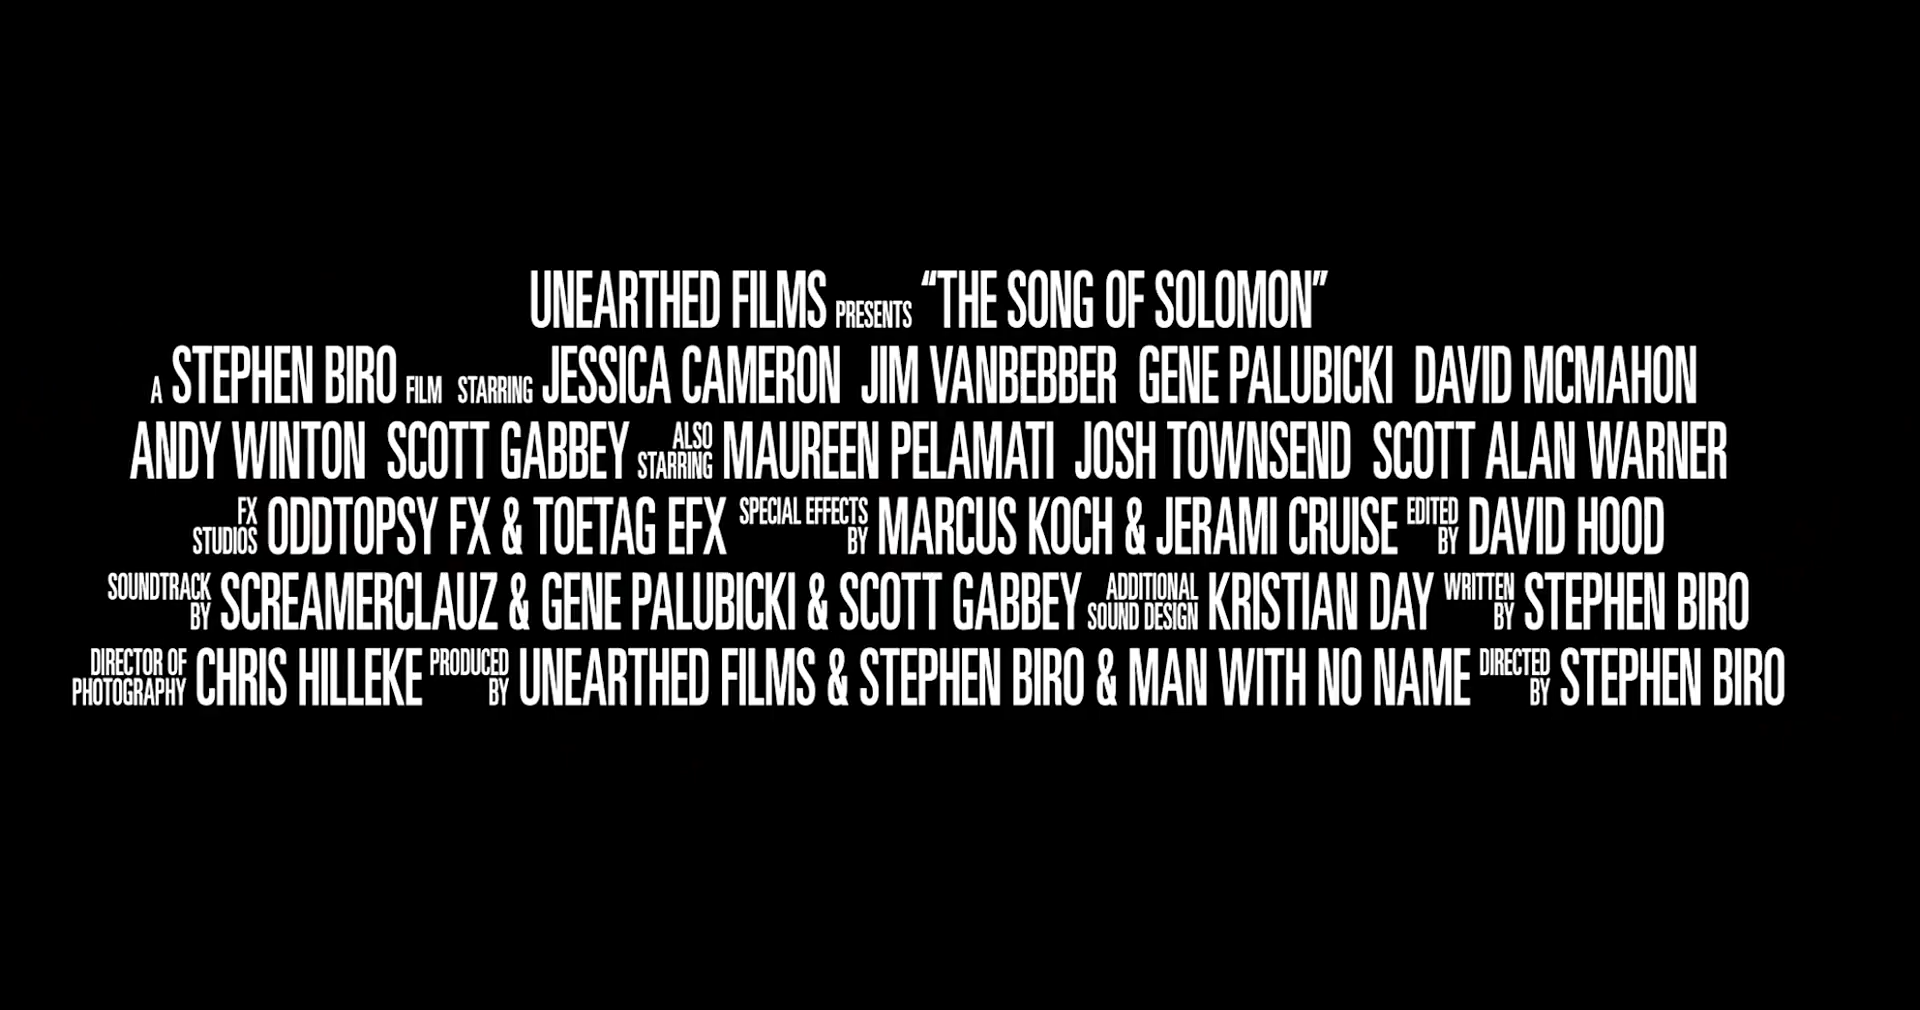 UNEARTHED FILMS PRESENTS “THE SONG OF SOLOMON”
A STEPHEN BIRO FILM STARRING JESSICA CAMERON JIM VANBEBBER GENE PALUBICKI DAVID MCMAHON
ANDY WINTON SCOTT GABBEY ALSO STARRING MAUREEN PELAMATI JOSH TOWNSEND SCOTT ALAN WARNER
FX STUDIOS ODDTOPSY FX & TOETAG EFX SPECIAL EFFECTS BY MARCUS KOCH & JERAMI CRUISE EDITED BY DAVID HOOD
SOUNDTRACK BY SCREAMERCLAUZ & GENE PALUBICKI & SCOTT GABBEY ADDITIONAL SOUND DESIGN KRISTIAN DAY WRITTEN BY STEPHEN BIRO
DIRECTOR OF PHOTOGRAPHY CHRIS HILLEKE PRODUCED BY UNEARTHED FILMS & STEPHEN BIRO & MAN WITH NO NAME DIRECTED BY STEPHEN BIRO